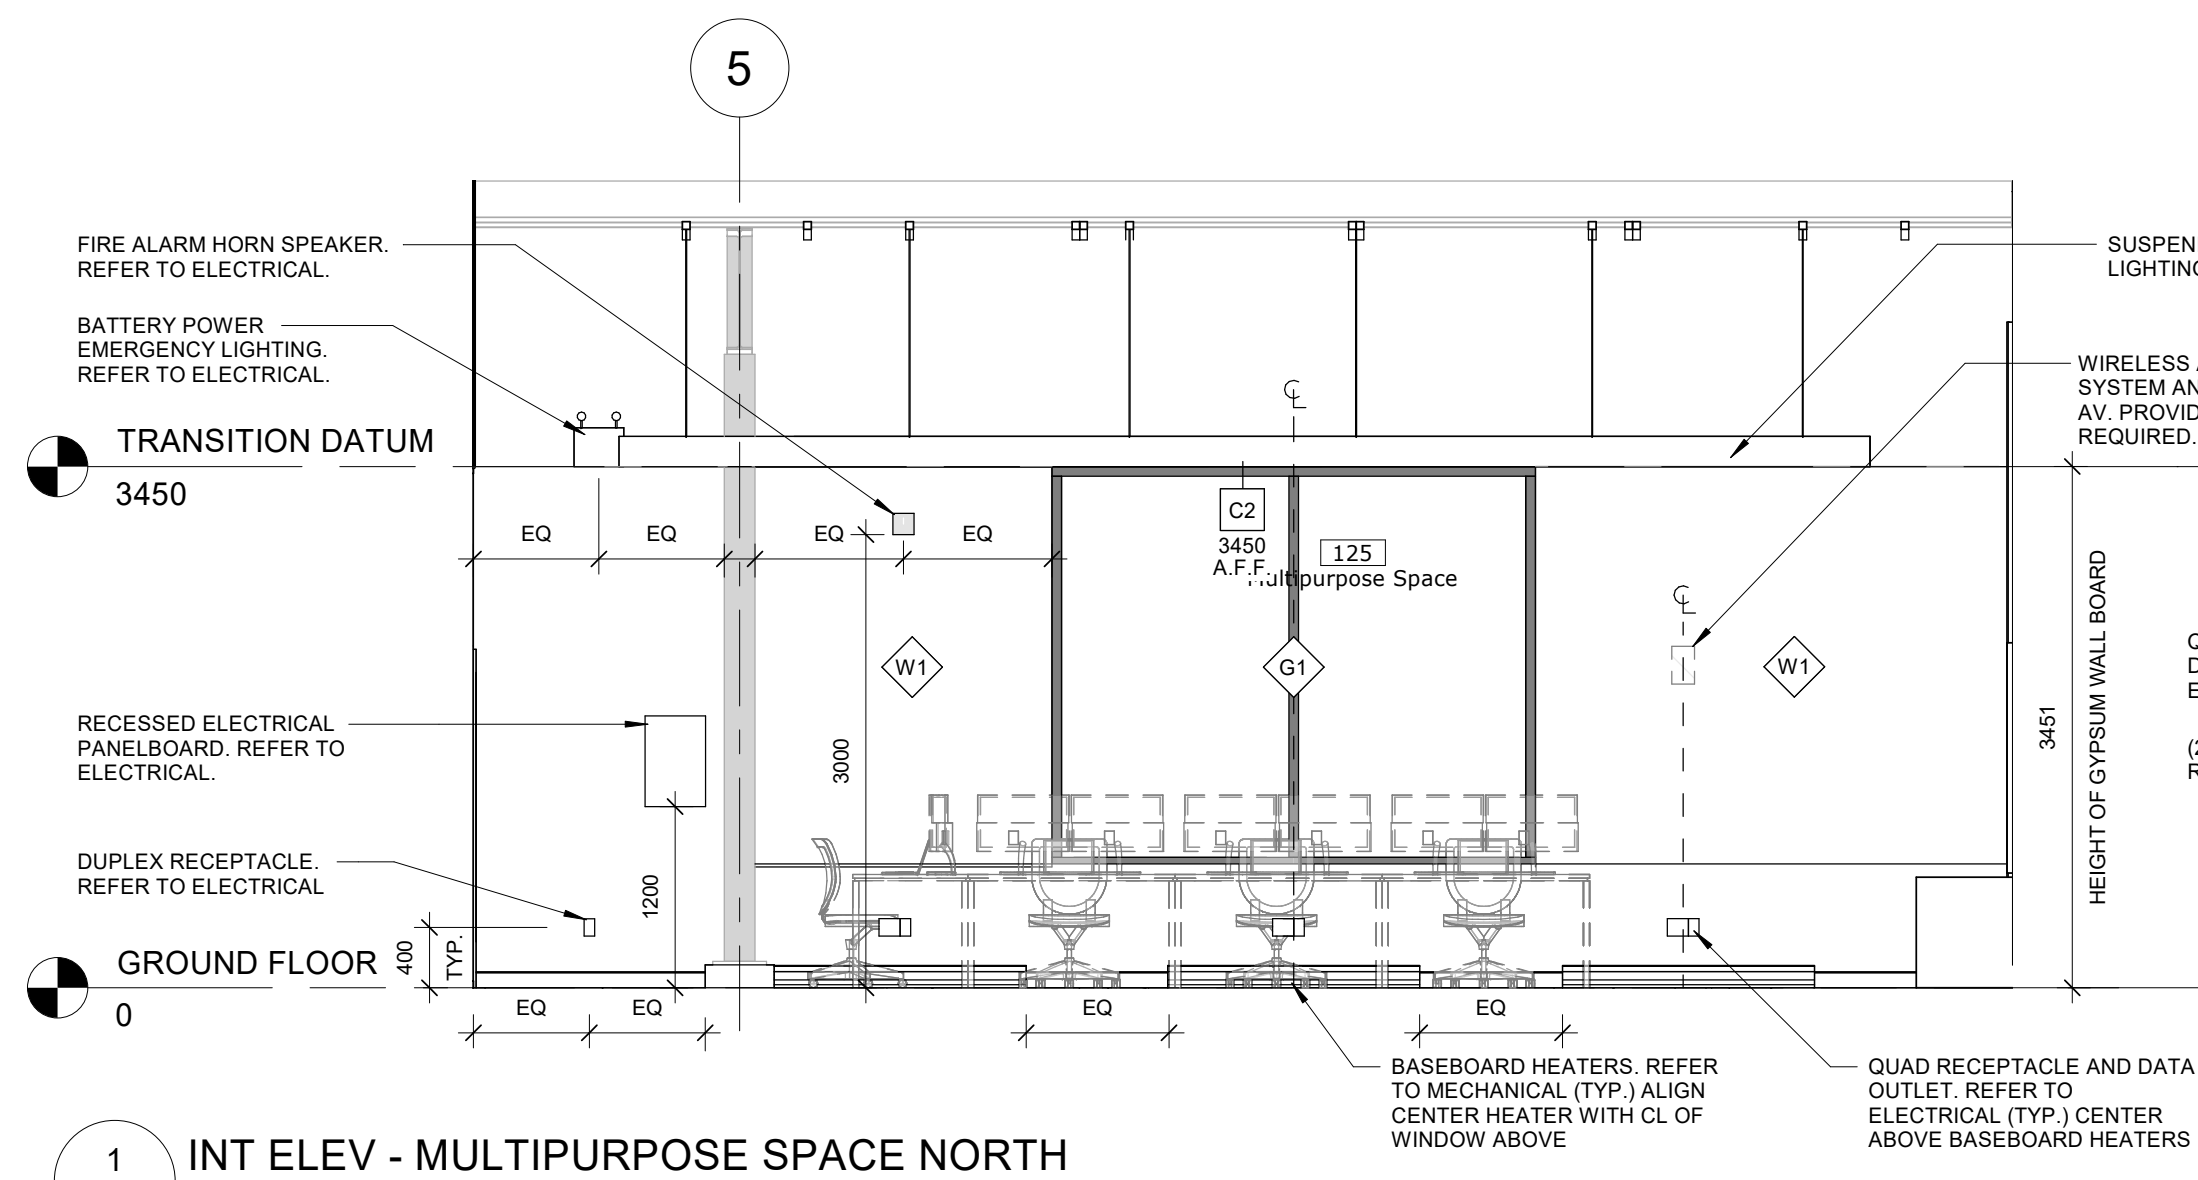 5
FIRE ALARM HORN SPEAKER.
REFER TO ELECTRICAL.
BATTERY POWER
EMERGENCY LIGHTING.
REFER TO ELECTRICAL.
TRANSITION DATUM
3450
RECESSED ELECTRICAL
PANELBOARD. REFER TO
ELECTRICAL.
DUPLEX RECEPTACLE.
REFER TO ELECTRICAL
GROUND FLOOR
0
400
TYP.
EQ
EQ
EQ
EQ
1200
3000
W1
C2
3450
A.F.F.
125
Multipurpose Space
G1
W1
EQ
EQ
EQ
EQ
3451
HEIGHT OF GYPSUM WALL BOARD
SUSPEN
LIGHTING
WIRELESS A
SYSTEM AN
AV. PROVID
REQUIRED.
Q
D
E
(2
R
BASEBOARD HEATERS. REFER
TO MECHANICAL (TYP.) ALIGN
CENTER HEATER WITH CL OF
WINDOW ABOVE
QUAD RECEPTACLE AND DATA
OUTLET. REFER TO
ELECTRICAL (TYP.) CENTER
ABOVE BASEBOARD HEATERS
1
INT ELEV - MULTIPURPOSE SPACE NORTH